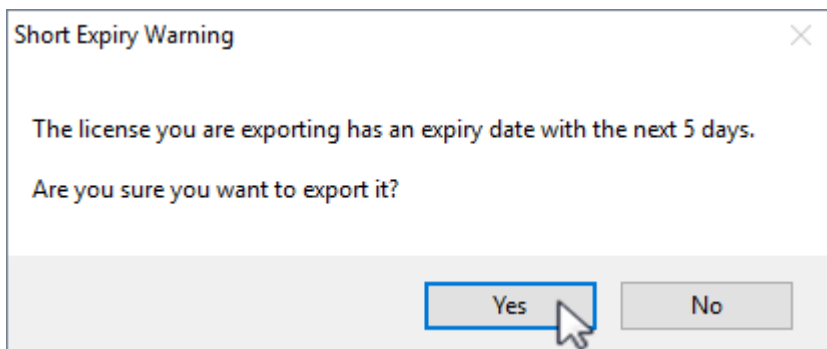 Short Expiry Warning
The license you are exporting has an expiry date with the next 5 days.
Are you sure you want to export it?
Yes
No